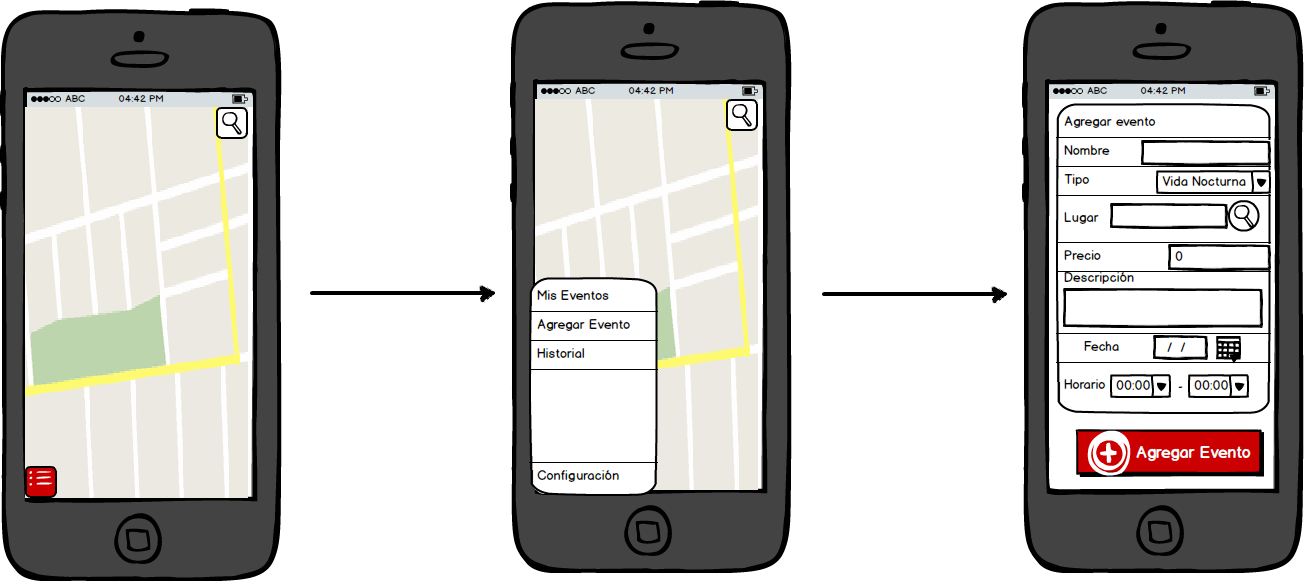 ABC 04:42 PM
ABC 04:42 PM
Mis Eventos
Agregar Evento
Historial
Configuración
ABC 04:42 PM
Agregar evento
Nombre
Tipo Vida Nocturna
Lugar
Precio 0
Descripción
Fecha / /
Horario 00:00 - 00:00
Agregar Evento